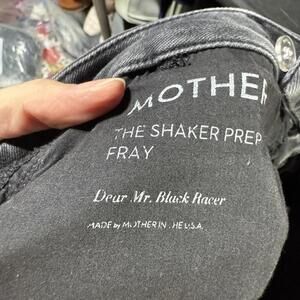 MOTHER
THE SHAKER PREP
FRAY
Dear Mr. Black Racer
MADE by MOTHER IN THE U.S.A.